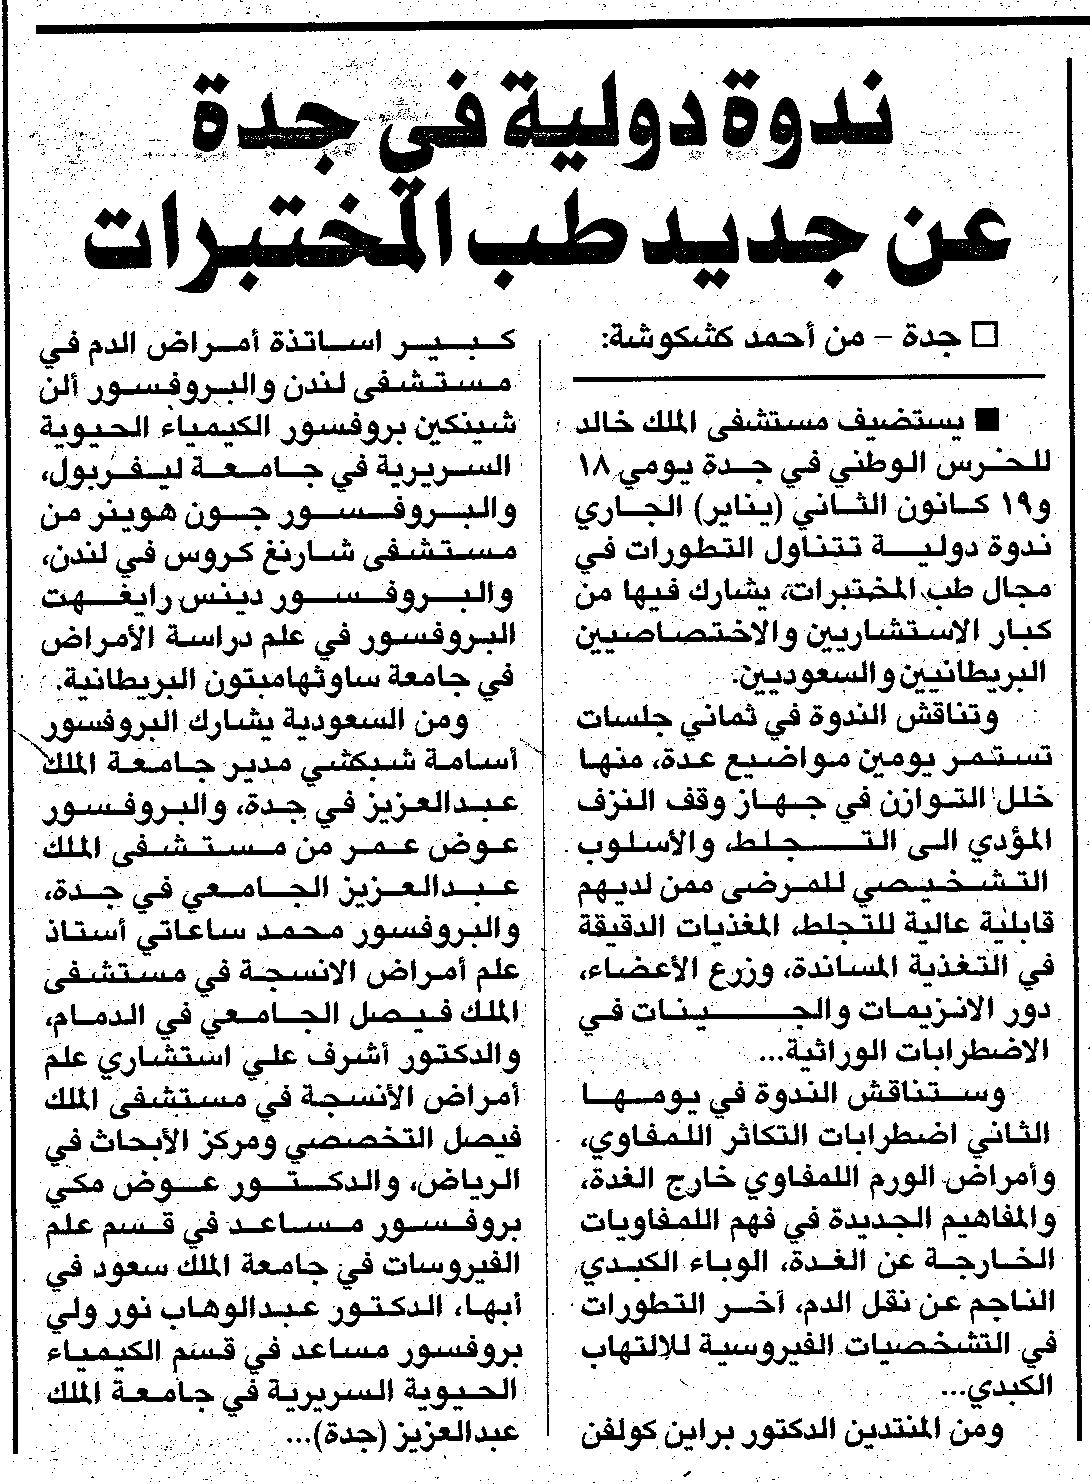 ندوة دولية في جدة
عن جديد طب المختبرات
□ جدة - من أحمد كشكوشة:
■ يستضيف مستشفى الملك خالد
للحرس الوطني في جدة يومي ١٨
و١٩ كانون الثاني (يناير) الجاري
ندوة دولية تتناول التطورات في
مجال طب المختبرات، يشارك فيها من
كبار الاستشاريين والاختصاصيين
البريطانيين والسعوديين.
وتناقش الندوة في ثماني جلسات
تستمر يومين مواضيع عدة، منها
خلل التوازن في جهاز وقف النزف
المؤدي الى التجلط، والأسلوب
التشخيصي للمرضى ممن لديهم
قابلية عالية للتجلط، المغذيات الدقيقة
في التغذية المساندة، وزرع الأعضاء،
دور الانزيمات والجينات في
الاضطرابات الوراثية...
وستناقش الندوة في يومها
الثاني اضطرابات التكاثر اللمفاوي،
وأمراض الورم اللمفاوي خارج الغدة،
والمفاهيم الجديدة في فهم اللمفاويات
الخارجة عن الغدة، الوباء الكبدي
الناجم عن نقل الدم، آخر التطورات
في التشخصيات الفيروسية للالتهاب
الكبدي...
ومن المنتدين الدكتور براين كولفن
كبير اساتذة أمراض الدم في
مستشفى لندن والبروفسور ألن
شينكين بروفسور الكيمياء الحيوية
السريرية في جامعة ليفربول،
والبروفسور جون هوينر من
مستشفى شارنغ كروس في لندن،
والبروفسور دينس رايغهت
البروفسور في علم دراسة الأمراض
في جامعة ساوثهامبتون البريطانية.
ومن السعودية يشارك البروفسور
أسامة شبكشي مدير جامعة الملك
عبدالعزيز في جدة، والبروفسور
عوض عمر من مستشفى الملك
عبدالعزيز الجامعي في جدة،
والبروفسور محمد ساعاتي أستاذ
علم أمراض الانسجة في مستشفى
الملك فيصل الجامعي في الدمام،
والدكتور أشرف علي استشاري علم
أمراض الأنسجة في مستشفى الملك
فيصل التخصصي ومركز الأبحاث في
الرياض، والدكتور عوض مكي
بروفسور مساعد في قسم علم
الفيروسات في جامعة الملك سعود في
أبها، الدكتور عبدالوهاب نور ولي
بروفسور مساعد في قسم الكيمياء
الحيوية السريرية في جامعة الملك
عبدالعزيز (جدة)...